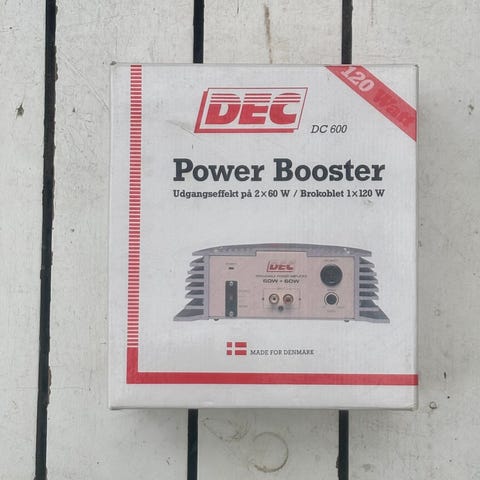 DEC
DC 600
120 Watt
Power Booster
Udgangseffekt på 2×60 W / Brokoblet 1×120 W
DEC
60W + 60W
MADE FOR DENMARK